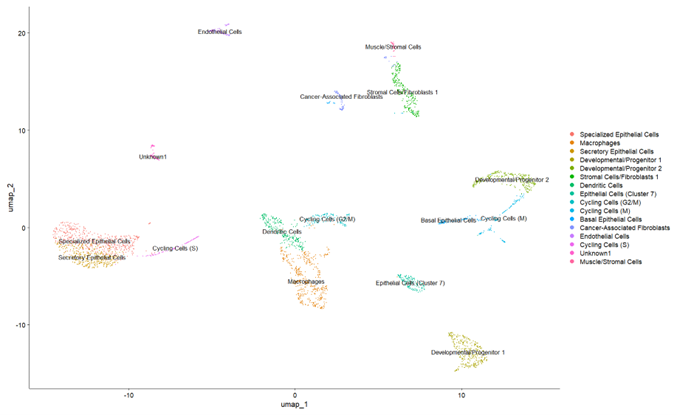 20
10
0
-10
umap_2
-10
0
10
umap_1
Endothelial Cells
Muscle/Stromal Cells
Cancer-Associated Fibroblasts
Stromal Cells/Fibroblasts 1
Unknown1
Developmental/Progenitor 2
Cycling Cells (G2/M)
Basal Epithelial Cells
Cycling Cells (M)
Dendritic Cells
Specialized Epithelial Cells
Cycling Cells (S)
Secretory Epithelial Cells
Macrophages
Epithelial Cells (Cluster 7)
Developmental/Progenitor 1
Specialized Epithelial Cells
Macrophages
Secretory Epithelial Cells
Developmental/Progenitor 1
Developmental/Progenitor 2
Stromal Cells/Fibroblasts 1
Dendritic Cells
Epithelial Cells (Cluster 7)
Cycling Cells (G2/M)
Cycling Cells (M)
Basal Epithelial Cells
Cancer-Associated Fibroblasts
Endothelial Cells
Cycling Cells (S)
Unknown1
Muscle/Stromal Cells